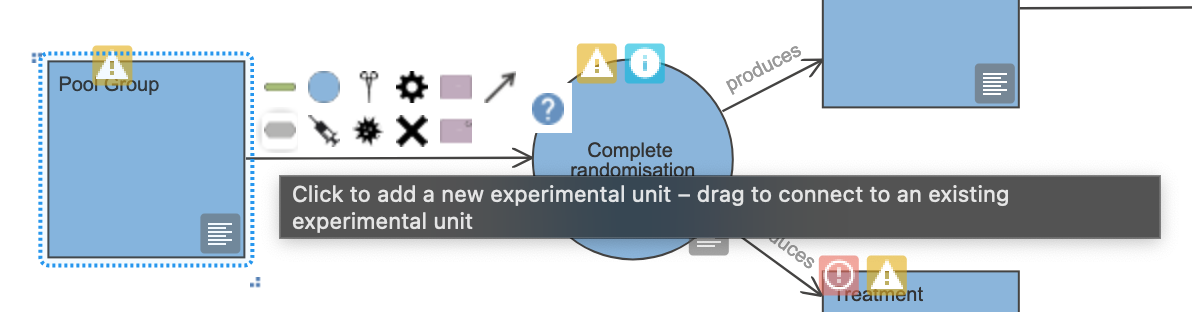 Pool Group
produces
Complete
randomisation
Click to add a new experimental unit – drag to connect to an existing
experimental unit
Treatment